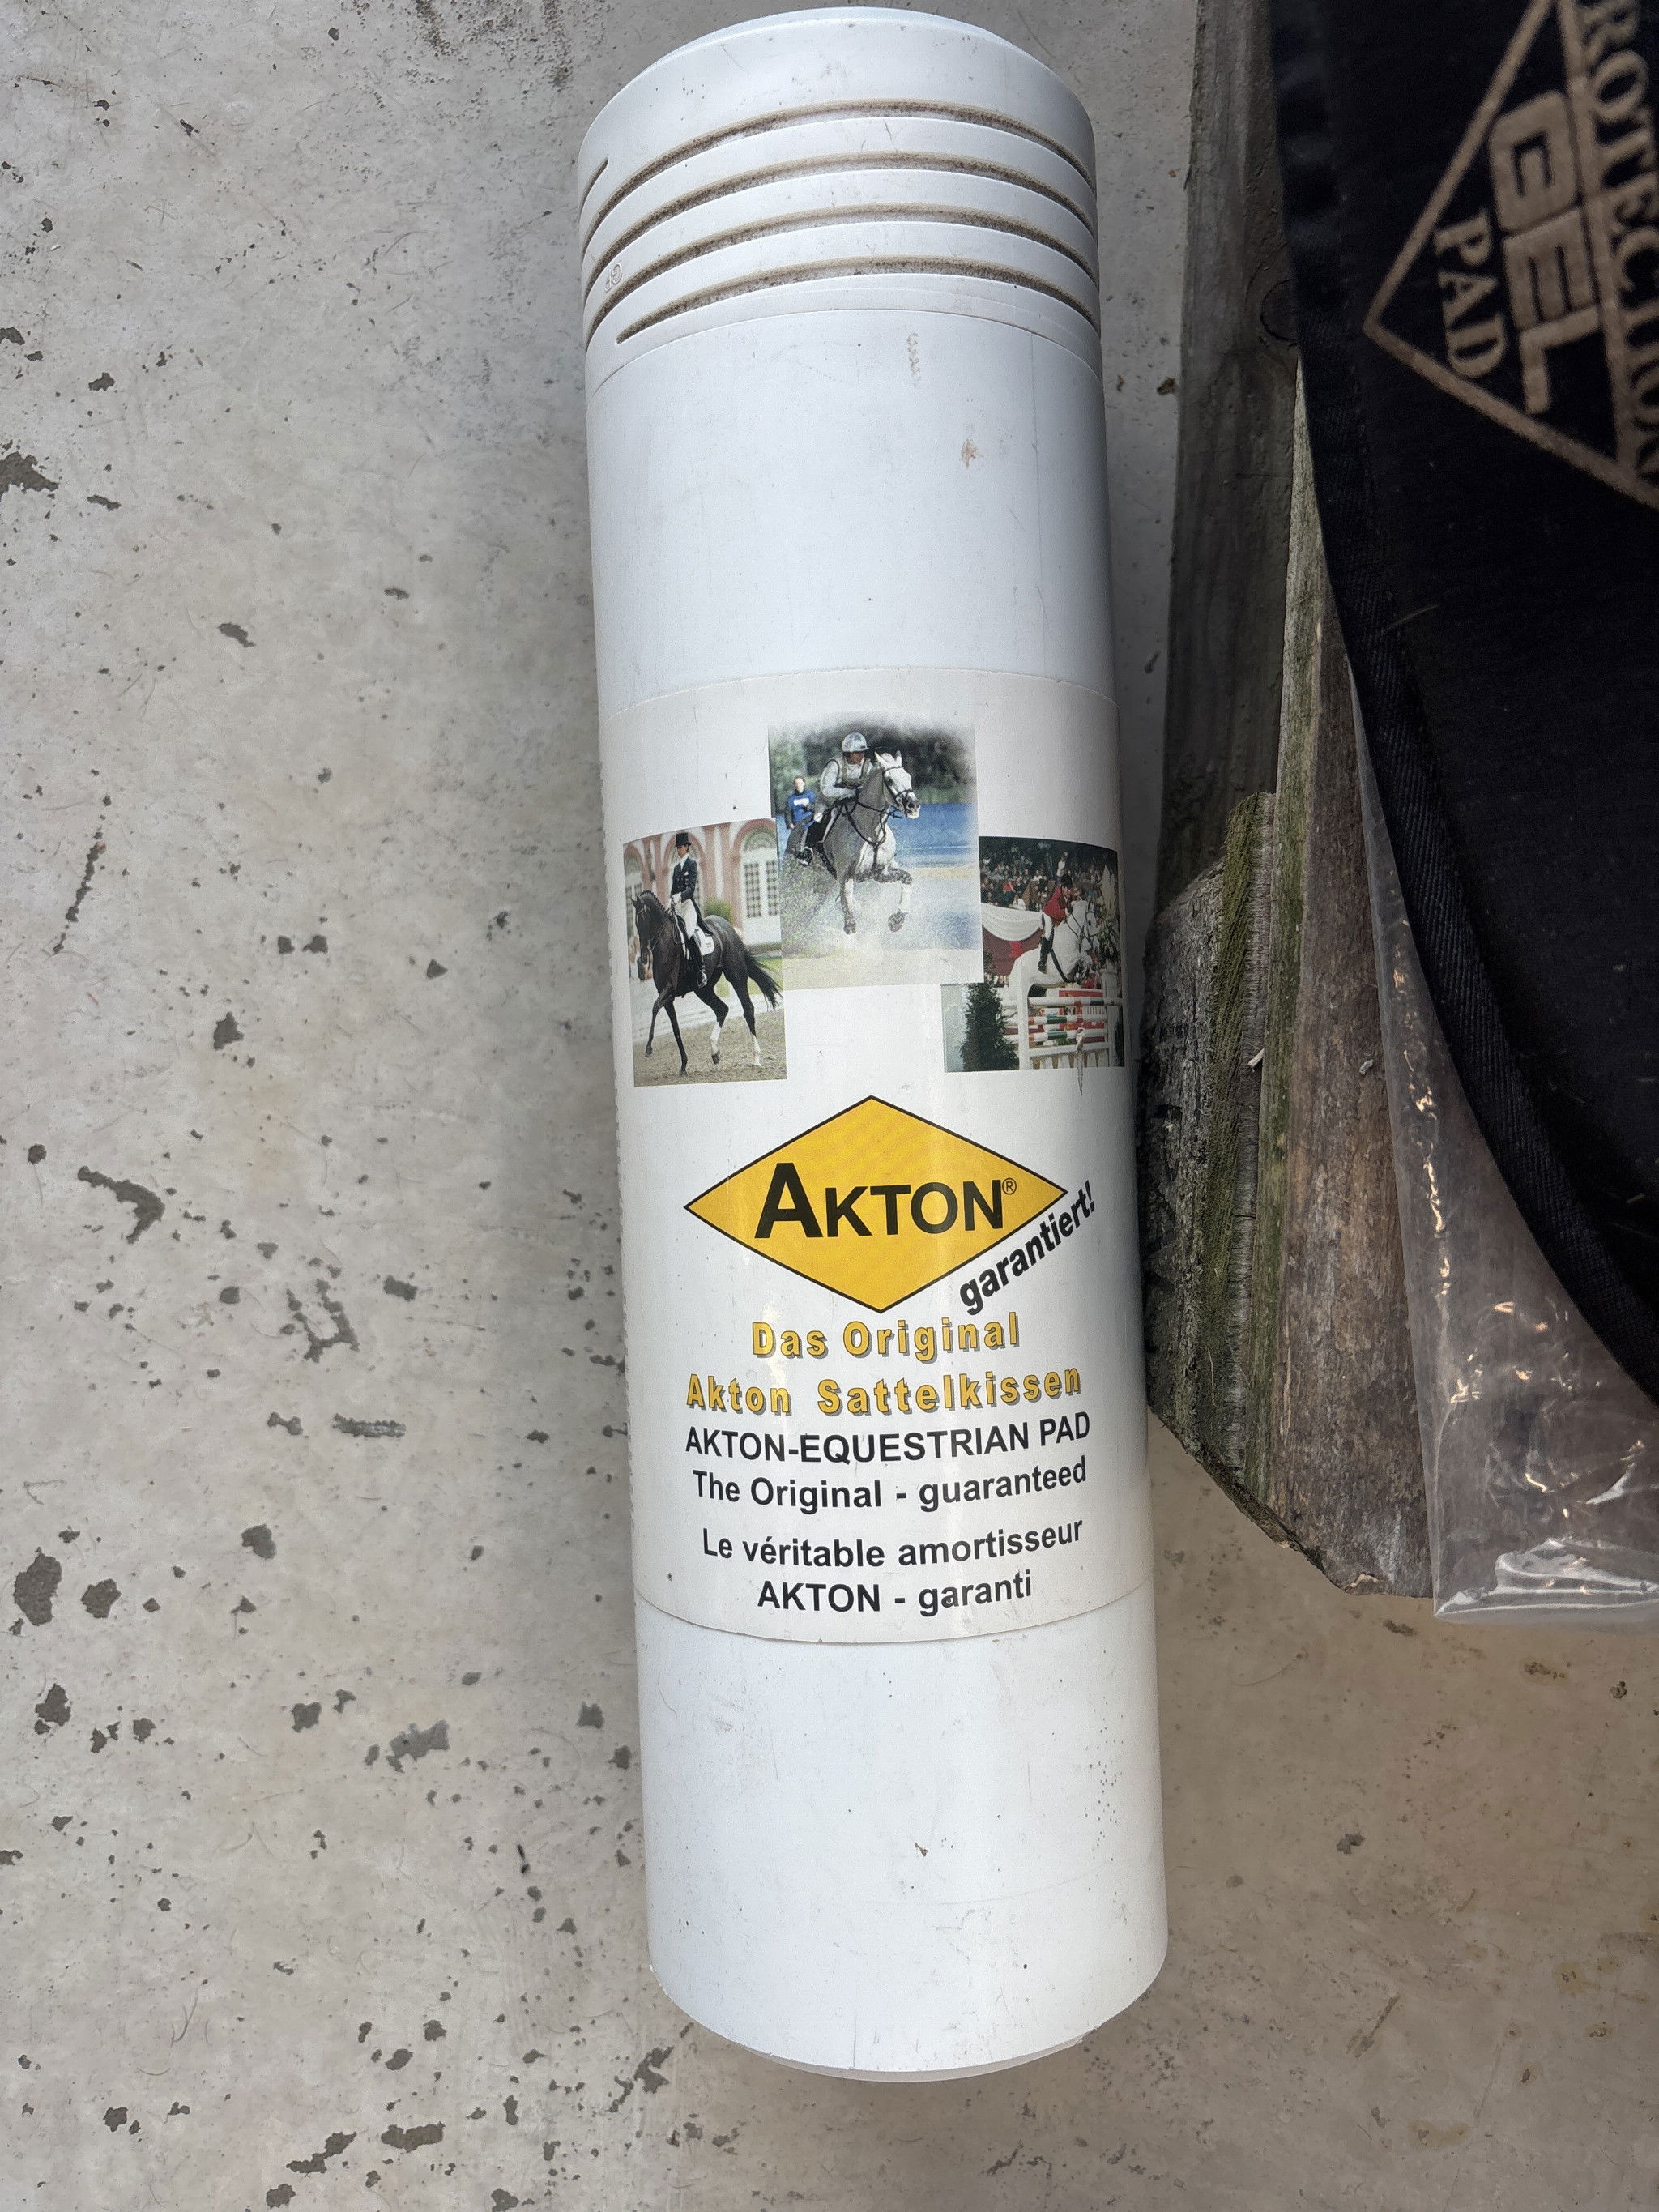 AKTON®
garantiert!
Das Original
Akton Sattelkissen
AKTON-EQUESTRIAN PAD
The Original - guaranteed
Le véritable amortisseur
AKTON - garanti
GEL
PAD